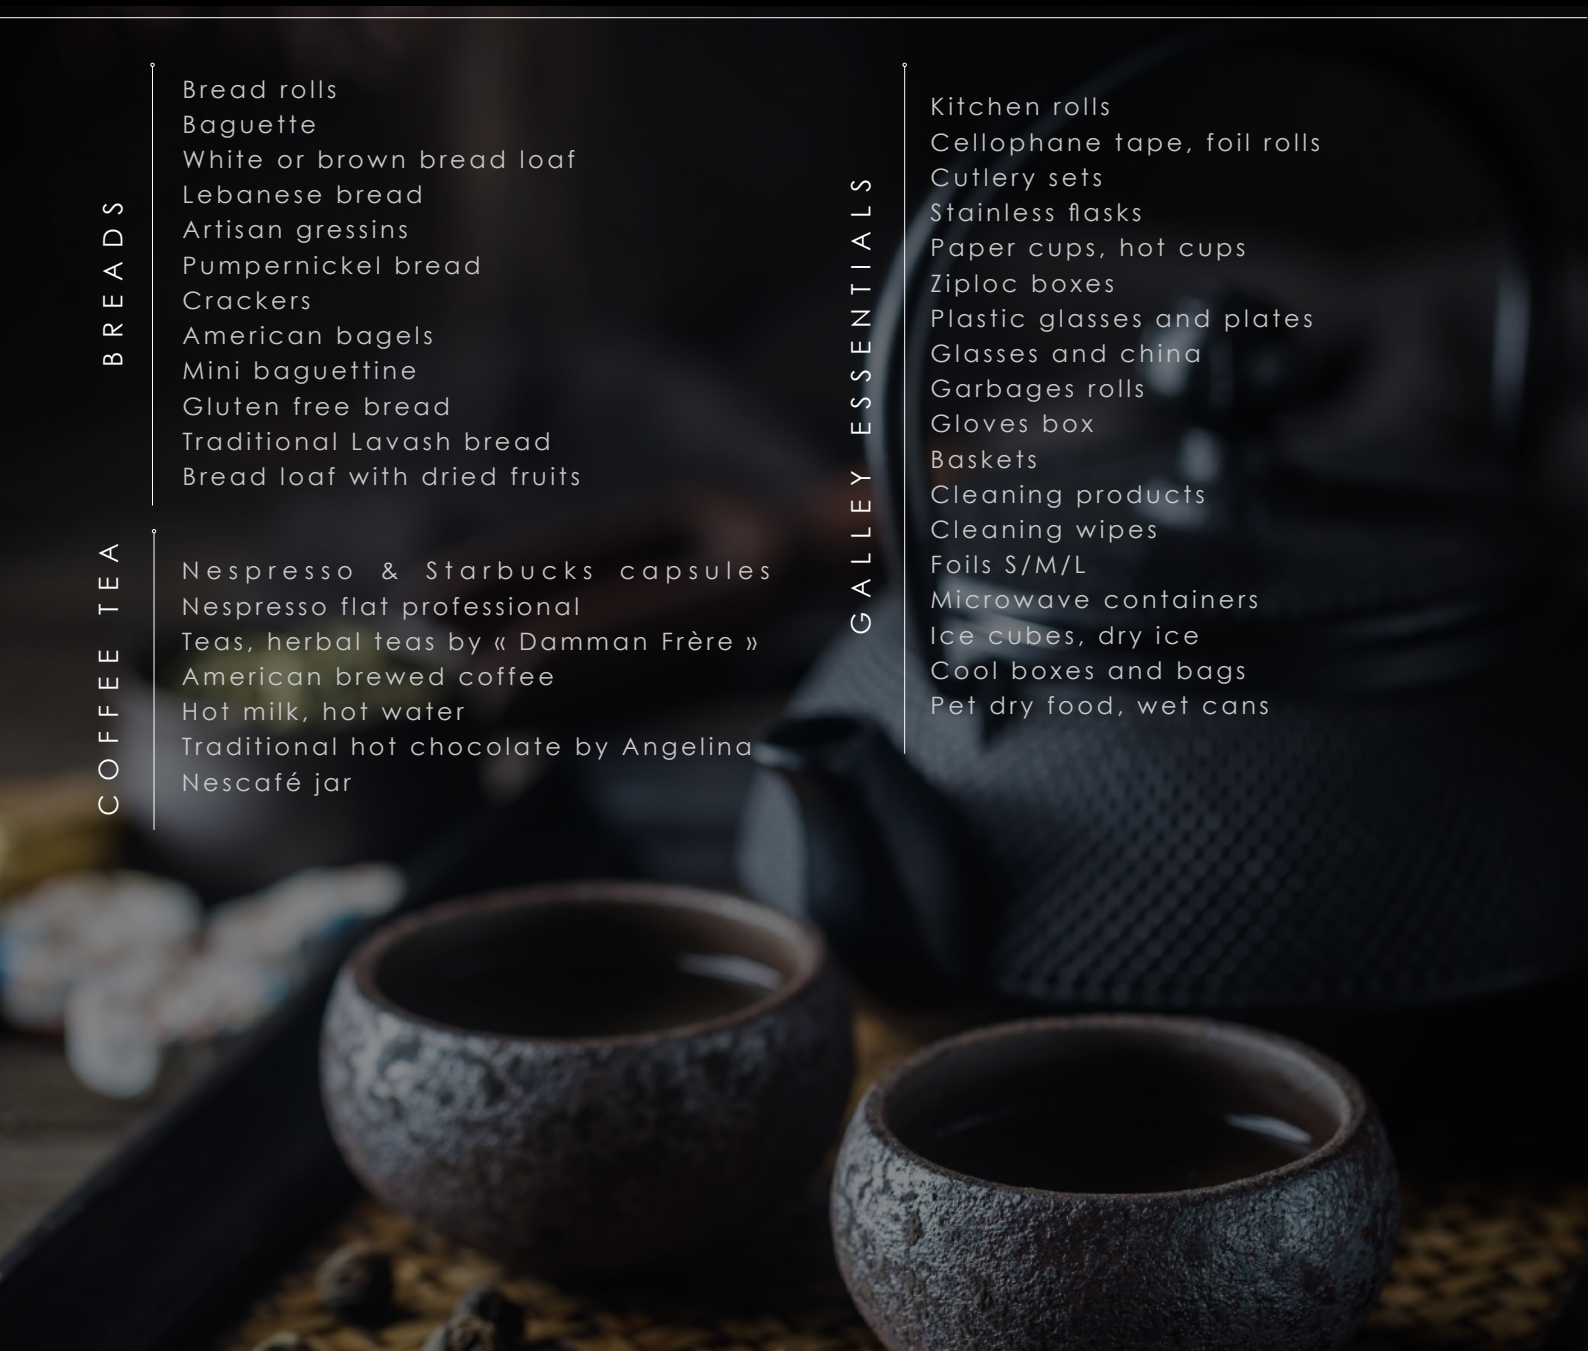 BREADS
Bread rolls
Baguette
White or brown bread loaf
Lebanese bread
Artisan gressins
Pumpernickel bread
Crackers
American bagels
Mini baguettine
Gluten free bread
Traditional Lavash bread
Bread loaf with dried fruits
COFFEE TEA
Nespresso & Starbucks capsules
Nespresso flat professional
Teas, herbal teas by « Damman Frère »
American brewed coffee
Hot milk, hot water
Traditional hot chocolate by Angelina
Nescafé jar
GALLEY ESSENTIALS
Kitchen rolls
Cellophane tape, foil rolls
Cutlery sets
Stainless flasks
Paper cups, hot cups
Ziploc boxes
Plastic glasses and plates
Glasses and china
Garbages rolls
Gloves box
Baskets
Cleaning products
Cleaning wipes
Foils S/M/L
Microwave containers
Ice cubes, dry ice
Cool boxes and bags
Pet dry food, wet cans